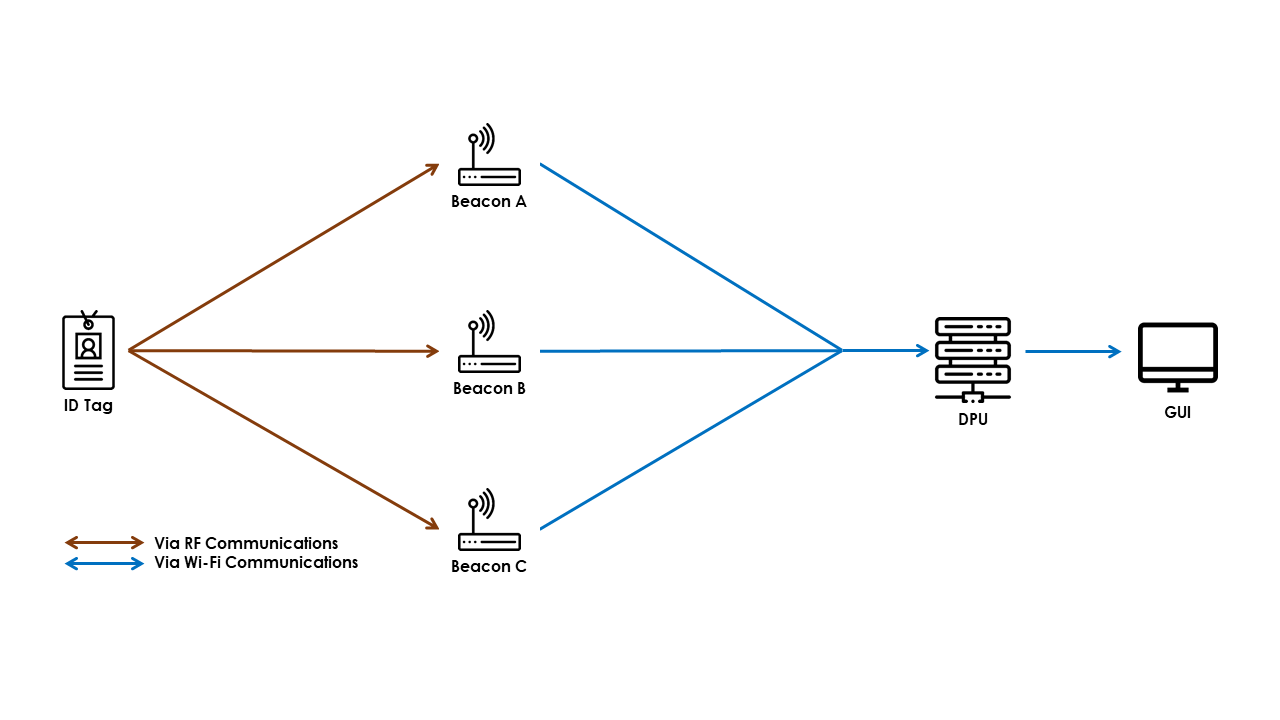 Beacon A
Beacon B
ID Tag
DPU
GUI
Via RF Communications
Via Wi-Fi Communications
Beacon C